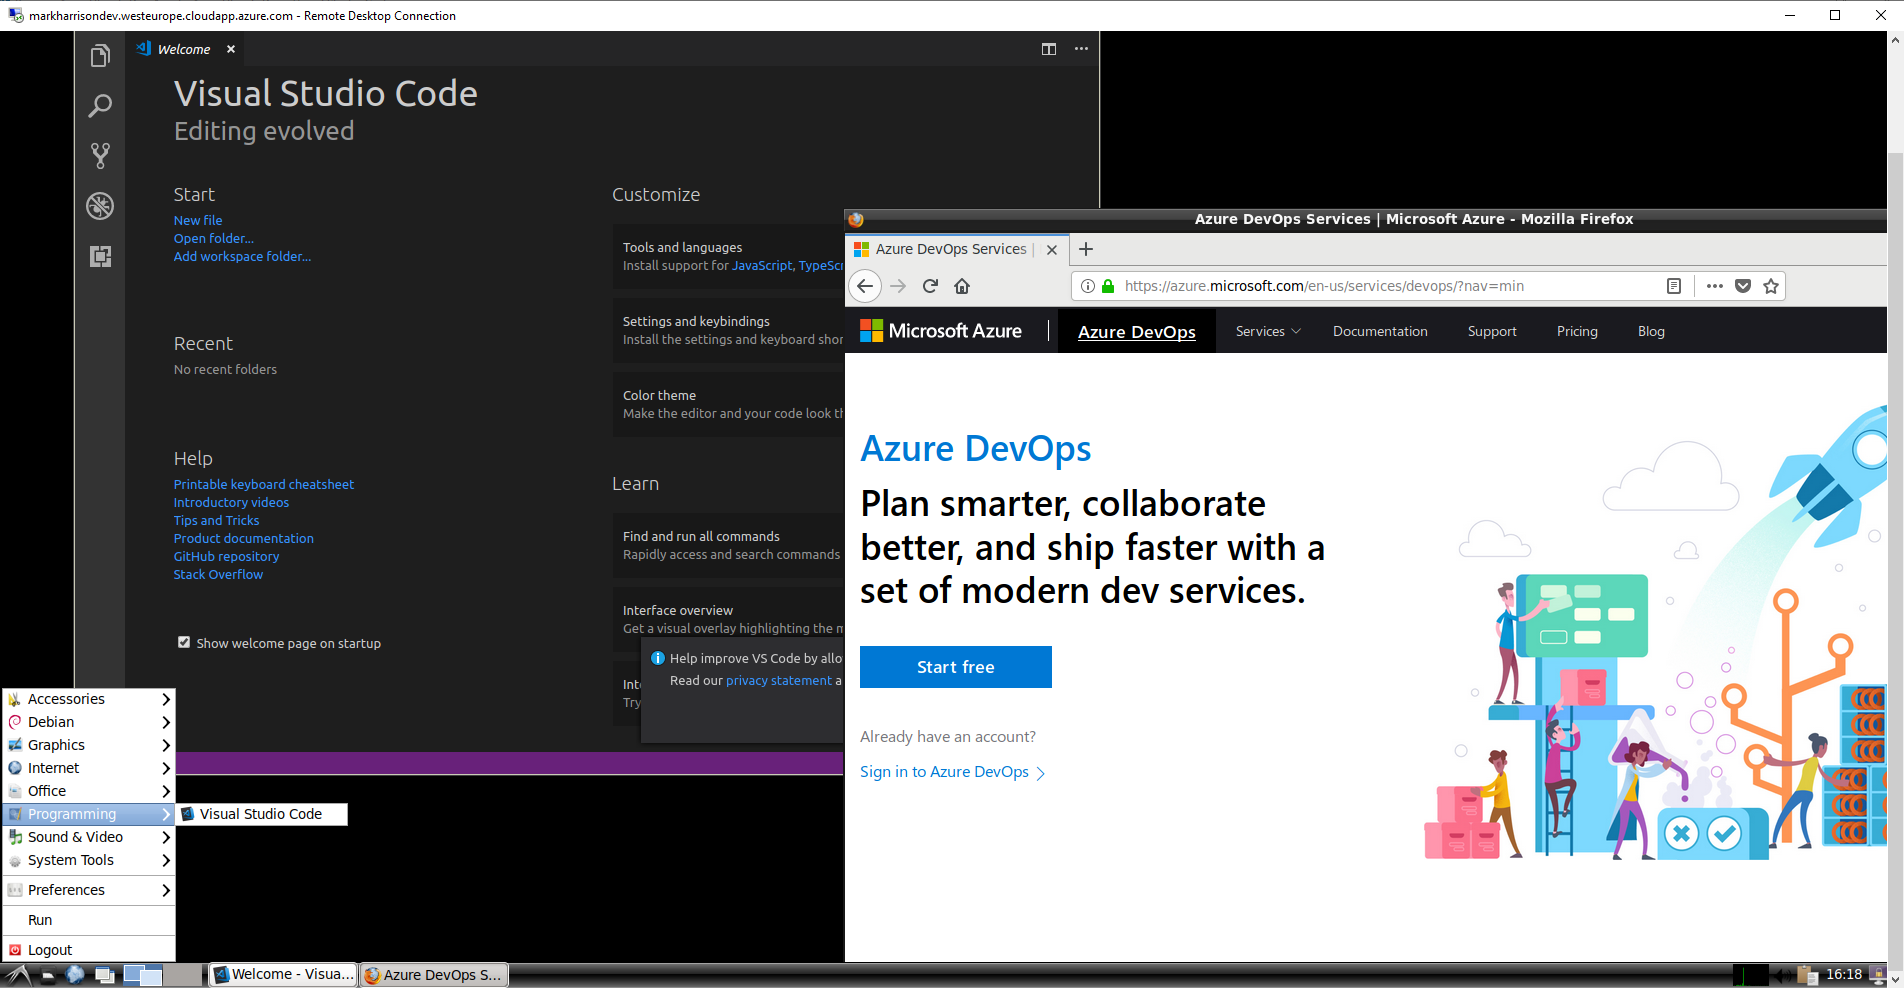 markharrisondev.westeurope.cloudapp.azure.com - Remote Desktop Connection
Welcome
Visual Studio Code
Editing evolved
Start
New file
Open folder...
Add workspace folder...
Recent
No recent folders
Help
Printable keyboard cheatsheet
Introductory videos
Tips and Tricks
Product documentation
GitHub repository
Stack Overflow
Show welcome page on startup
Customize
Tools and languages
Install support for JavaScript, TypeScr
Settings and keybindings
Install the settings and keyboard shor
Color theme
Make the editor and your code look th
Learn
Find and run all commands
Rapidly access and search commands
Interface overview
Get a visual overlay highlighting the m
Inte
Try
Help improve VS Code by allo
Read our privacy statement a
Azure DevOps Services | Microsoft Azure - Mozilla Firefox
Azure DevOps Services |
https://azure.microsoft.com/en-us/services/devops/?nav=min
Microsoft Azure | Azure DevOps Services Documentation Support Pricing Blog
Azure DevOps
Plan smarter, collaborate
better, and ship faster with a
set of modern dev services.
Start free
Already have an account?
Sign in to Azure DevOps
Accessories
Debian
Graphics
Internet
Office
Programming
Visual Studio Code
Sound & Video
System Tools
Preferences
Run
Logout
Welcome - Visua...
Azure DevOps S...
16:18